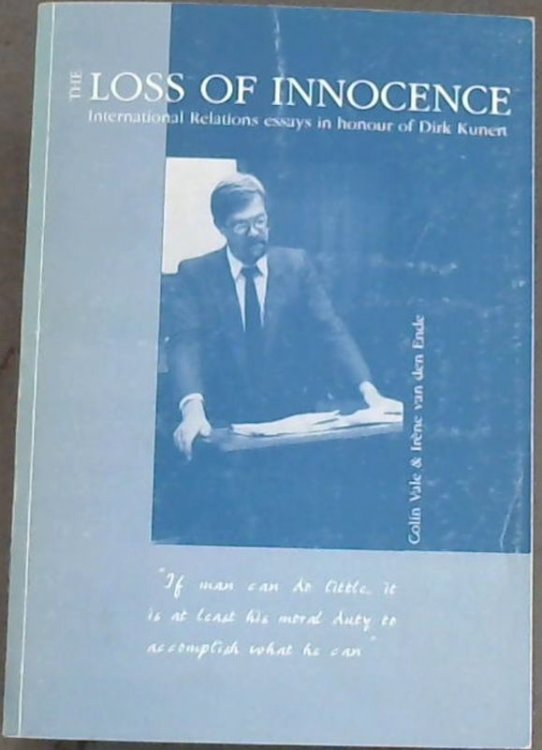 THE LOSS OF INNOCENCE
International Relations essays in honour of Dirk Kunert
Colin Vale & Irène van den Ende
"If man can do little, it
is at least his moral duty to
accomplish what he can"